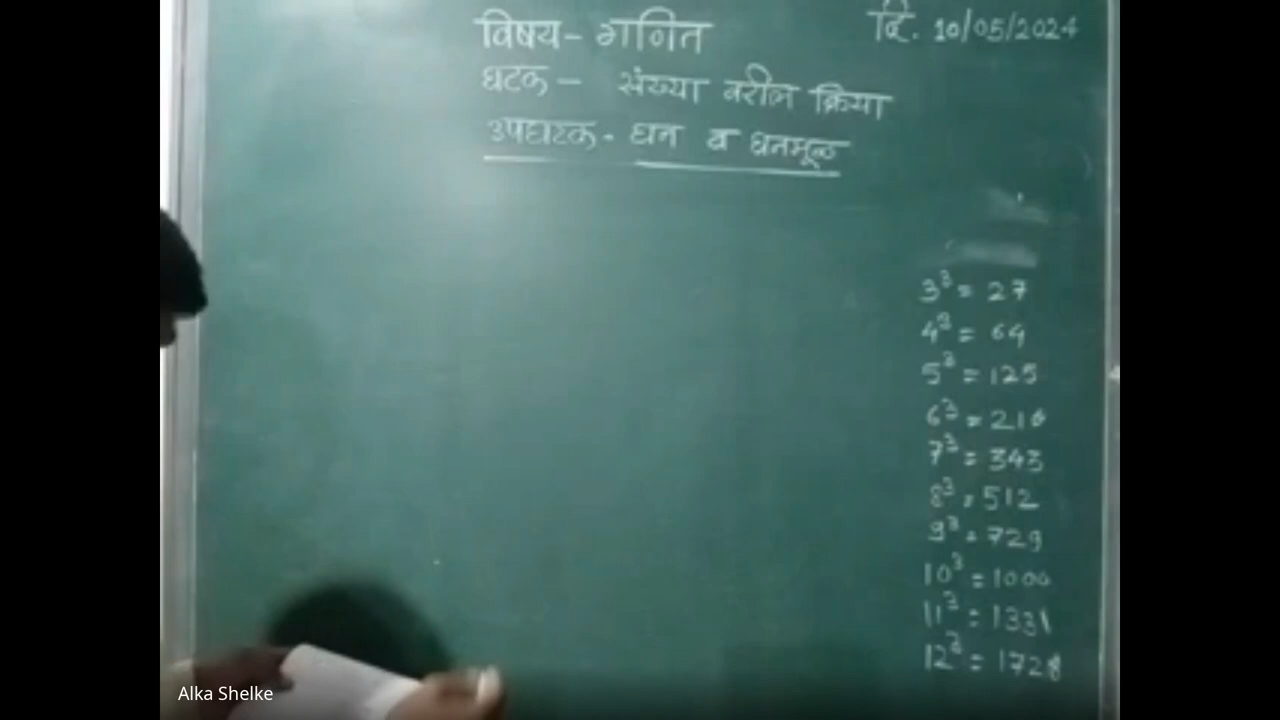 विषय- गणित
दि. 10/05/2024
घटक - संख्या वरील क्रिया
उपघटक - घन व घनमूळ
3³ = 27
4³ = 64
5³ = 125
6³ = 216
7³ = 343
8³ = 512
9³ = 729
10³ = 1000
11³ = 1331
12³ = 1728
Alka Shelke